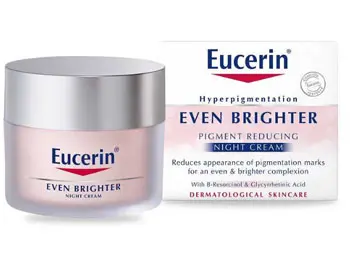 Eucerin®
EVEN BRIGHTER
NIGHT CREAM
Eucerin®
Hyperpigmentation
EVEN BRIGHTER
PIGMENT REDUCING
NIGHT CREAM
Reduces appearance of pigmentation marks
for an even & brighter complexion
With B-Resorcinol & Glycyrrhetinic Acid
DERMATOLOGICAL SKINCARE